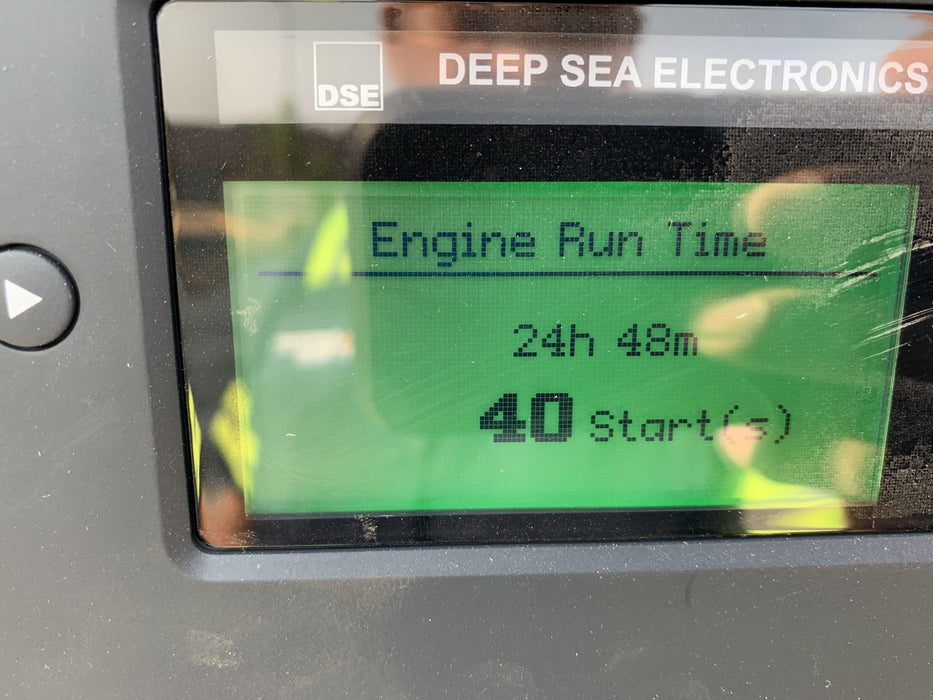 DSE
DEEP SEA ELECTRONICS
Engine Run Time
24h 48m
40 Start(s)